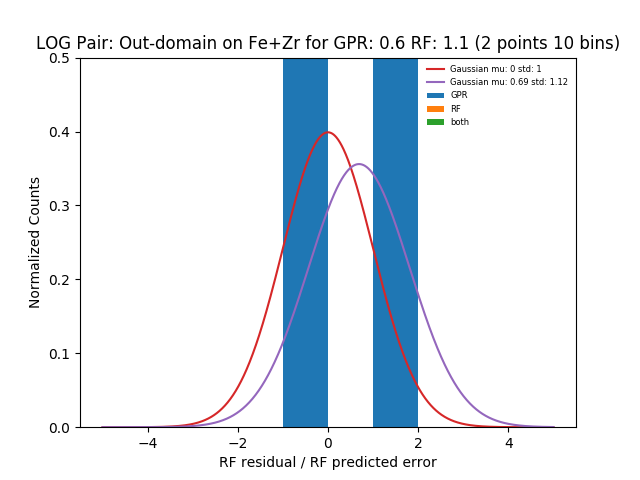 LOG Pair: Out-domain on Fe+Zr for GPR: 0.6 RF: 1.1 (2 points 10 bins)
Gaussian mu: 0 std: 1
Gaussian mu: 0.69 std: 1.12
GPR
RF
both
Normalized Counts
0.5
0.4
0.3
0.2
0.1
0.0
−4 −2 0 2 4
RF residual / RF predicted error